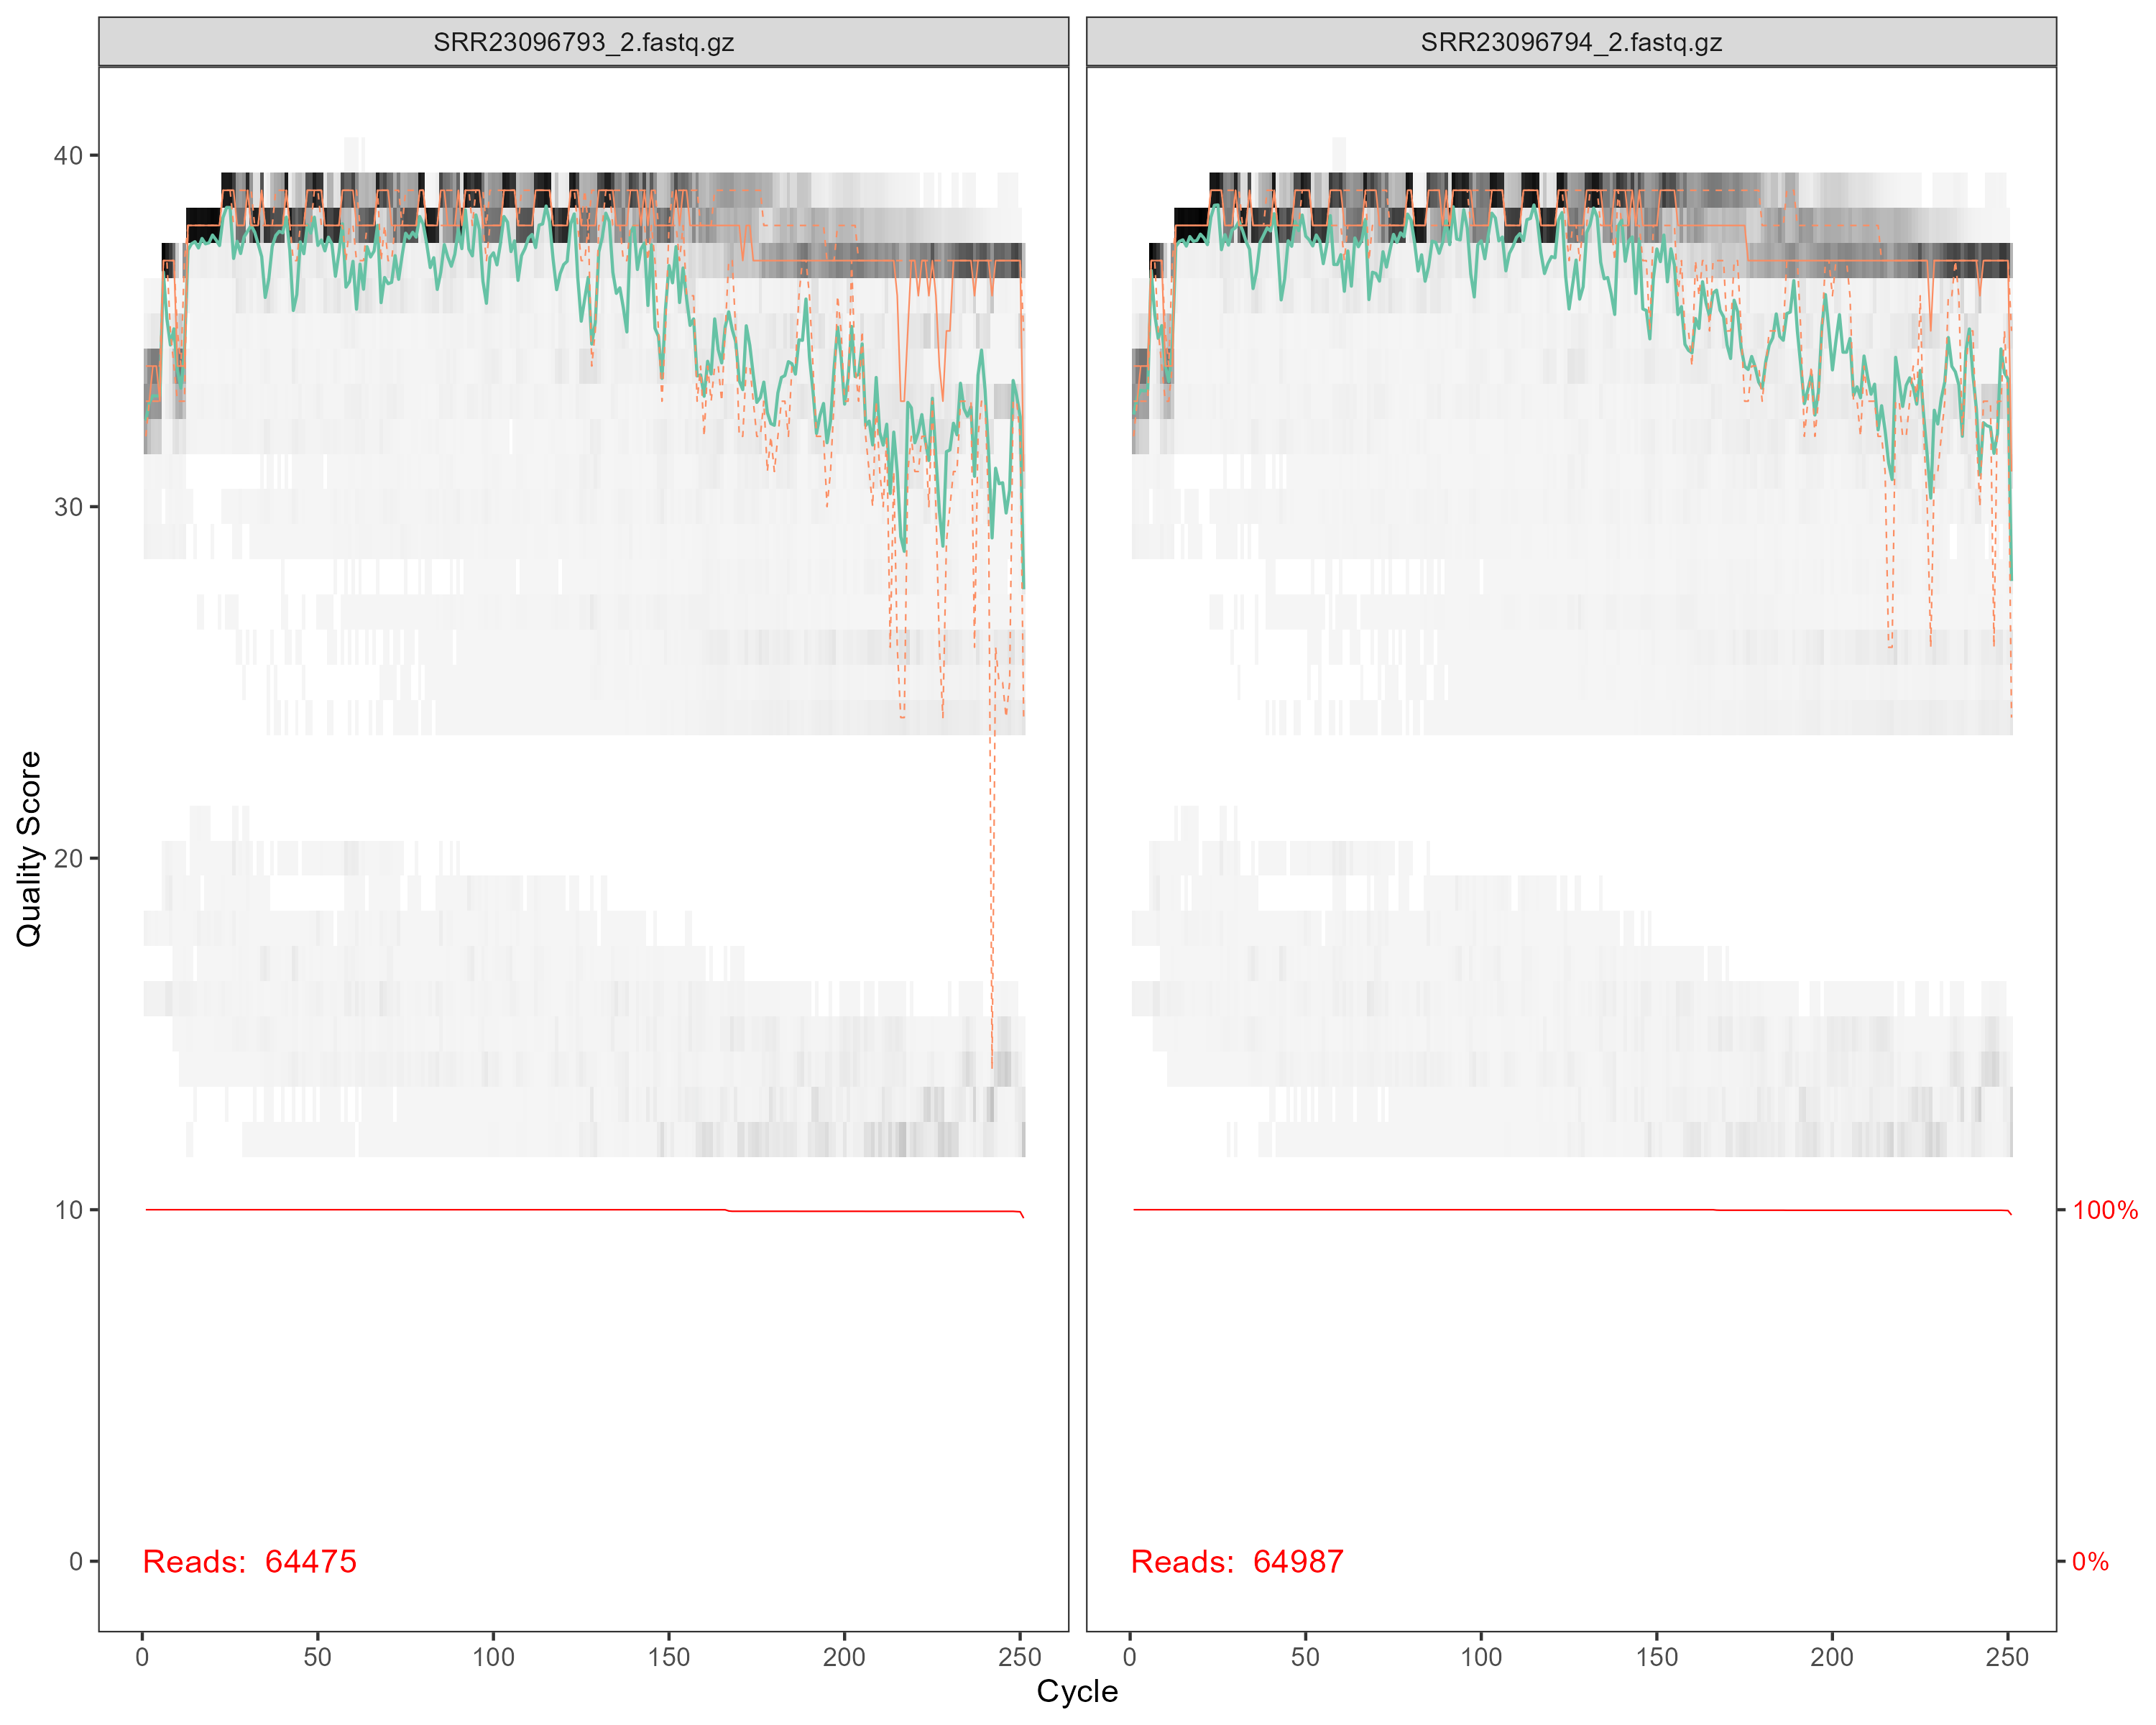 SRR23096793_2.fastq.gz
SRR23096794_2.fastq.gz
Quality Score
40
30
20
10
0
100%
0%
Reads: 64475
Reads: 64987
0 50 100 150 200 250
0 50 100 150 200 250
Cycle